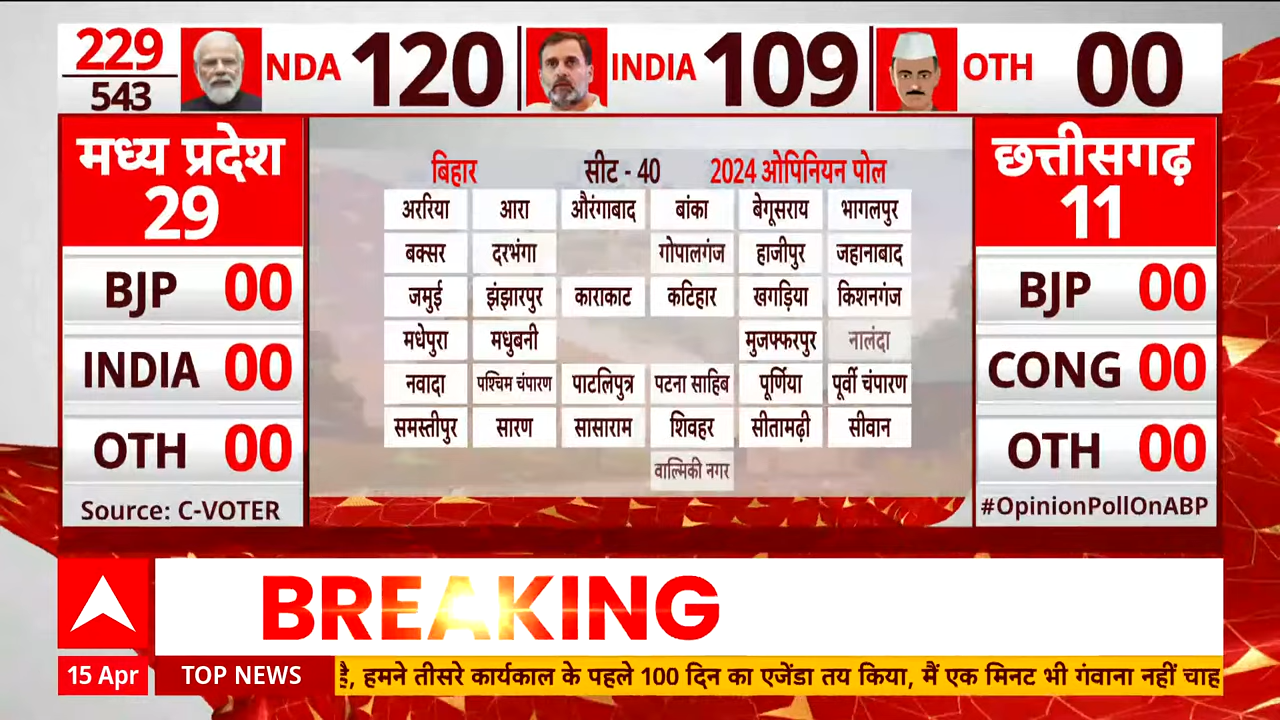 229
543
NDA 120
INDIA 109
OTH 00
मध्य प्रदेश
29
BJP 00
INDIA 00
OTH 00
Source: C-VOTER
बिहार सीट - 40 2024 ओपिनियन पोल
अररिया आरा औरंगाबाद बांका बेगूसराय भागलपुर
बक्सर दरभंगा गोपालगंज हाजीपुर जहानाबाद
जमुई झंझारपुर काराकाट कटिहार खगड़िया किशनगंज
मधेपुरा मधुबनी मुजफ्फरपुर नालंदा
नवादा पश्चिम चंपारण पाटलिपुत्र पटना साहिब पूर्णिया पूर्वी चंपारण
समस्तीपुर सारण सासाराम शिवहर सीतामढ़ी सीवान
वाल्मिकी नगर
छत्तीसगढ़
11
BJP 00
CONG 00
OTH 00
#OpinionPollOnABP
BREAKING
15 Apr TOP NEWS है, हमने तीसरे कार्यकाल के पहले 100 दिन का एजेंडा तय किया, मैं एक मिनट भी गंवाना नहीं चाह